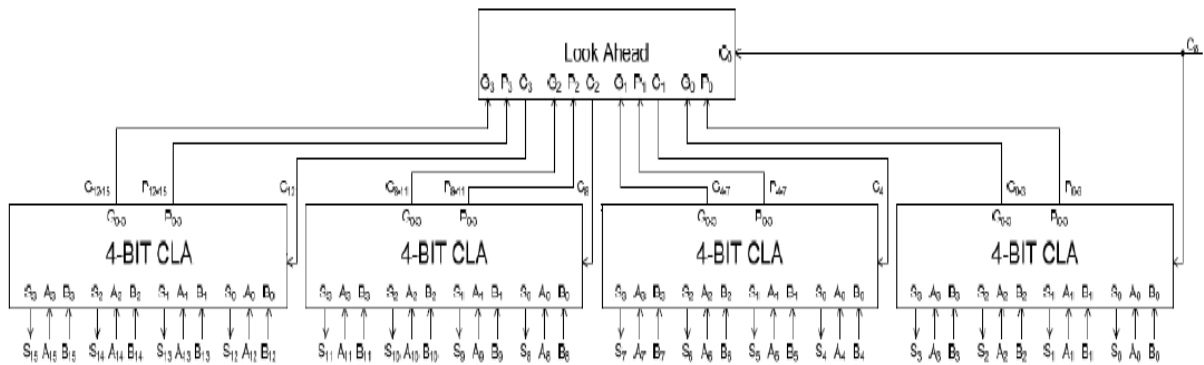 Look Ahead
C₀
C₀
G₃ P₃ C₃ G₂ P₂ C₂ G₁ P₁ C₁ G₀ P₀
G₁₂₋₁₅ P₁₂₋₁₅ C₁₂ G₈₋₁₁ P₈₋₁₁ C₈ G₄₋₇ P₄₋₇ C₄ G₀₋₃ P₀₋₃
G₀₋₃ P₀₋₃ G₀₋₃ P₀₋₃ G₀₋₃ P₀₋₃ G₀₋₃ P₀₋₃
4-BIT CLA 4-BIT CLA 4-BIT CLA 4-BIT CLA
S₃ A₃ B₃ S₂ A₂ B₂ S₁ A₁ B₁ S₀ A₀ B₀ S₃ A₃ B₃ S₂ A₂ B₂ S₁ A₁ B₁ S₀ A₀ B₀ S₃ A₃ B₃ S₂ A₂ B₂ S₁ A₁ B₁ S₀ A₀ B₀ S₃ A₃ B₃ S₂ A₂ B₂ S₁ A₁ B₁ S₀ A₀ B₀
S₁₅ A₁₅ B₁₅ S₁₄ A₁₄ B₁₄ S₁₃ A₁₃ B₁₃ S₁₂ A₁₂ B₁₂ S₁₁ A₁₁ B₁₁ S₁₀ A₁₀ B₁₀ S₉ A₉ B₉ S₈ A₈ B₈ S₇ A₇ B₇ S₆ A₆ B₆ S₅ A₅ B₅ S₄ A₄ B₄ S₃ A₃ B₃ S₂ A₂ B₂ S₁ A₁ B₁ S₀ A₀ B₀